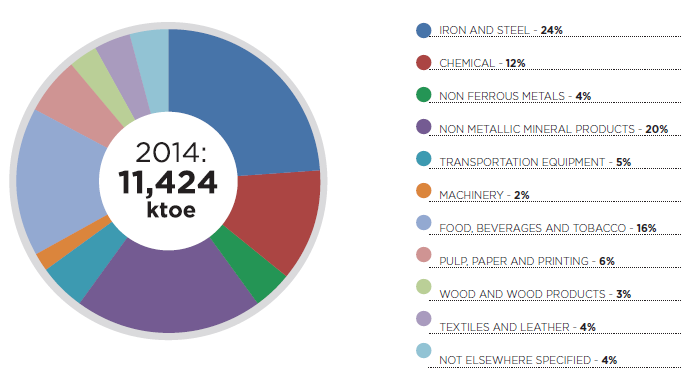 2014:
11,424
ktoe
IRON AND STEEL - 24%
CHEMICAL - 12%
NON FERROUS METALS - 4%
NON METALLIC MINERAL PRODUCTS - 20%
TRANSPORTATION EQUIPMENT - 5%
MACHINERY - 2%
FOOD, BEVERAGES AND TOBACCO - 16%
PULP, PAPER AND PRINTING - 6%
WOOD AND WOOD PRODUCTS - 3%
TEXTILES AND LEATHER - 4%
NOT ELSEWHERE SPECIFIED - 4%